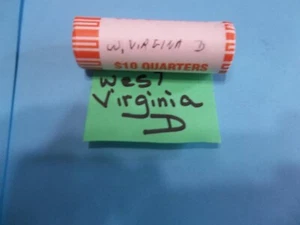 W, VIRGINIA D
$10 QUARTERS
West
Virginia
D